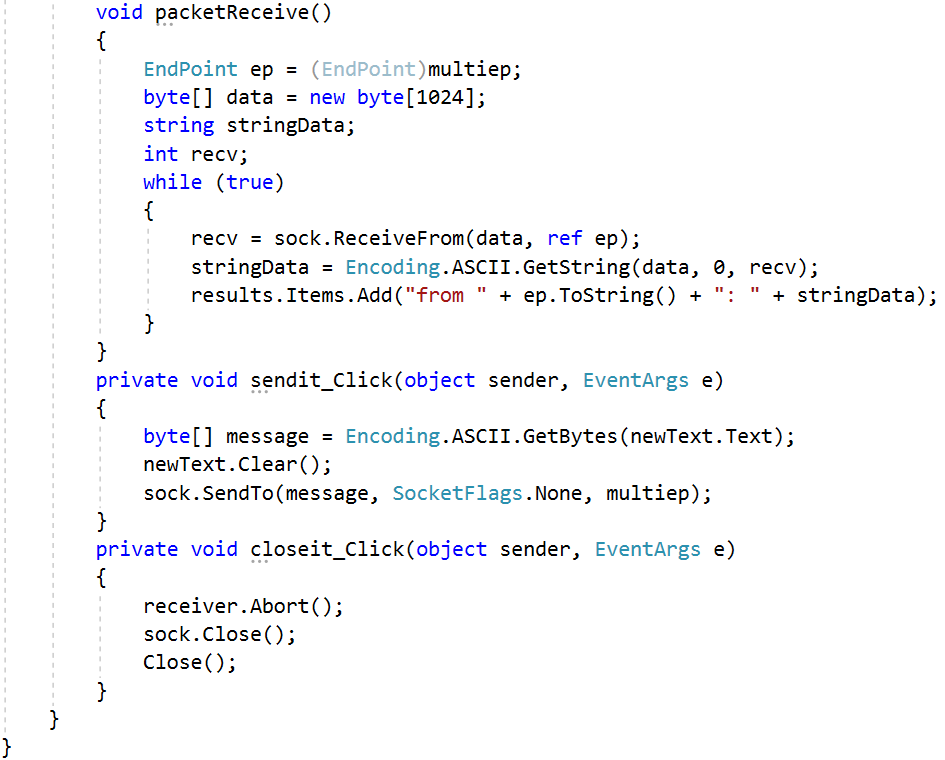 void packetReceive()
{
EndPoint ep = (EndPoint)multiep;
byte[] data = new byte[1024];
string stringData;
int recv;
while (true)
{
recv = sock.ReceiveFrom(data, ref ep);
stringData = Encoding.ASCII.GetString(data, 0, recv);
results.Items.Add("from " + ep.ToString() + ": " + stringData);
}
}
private void sendit_Click(object sender, EventArgs e)
{
byte[] message = Encoding.ASCII.GetBytes(newText.Text);
newText.Clear();
sock.SendTo(message, SocketFlags.None, multiep);
}
private void closeit_Click(object sender, EventArgs e)
{
receiver.Abort();
sock.Close();
Close();
}
}
}